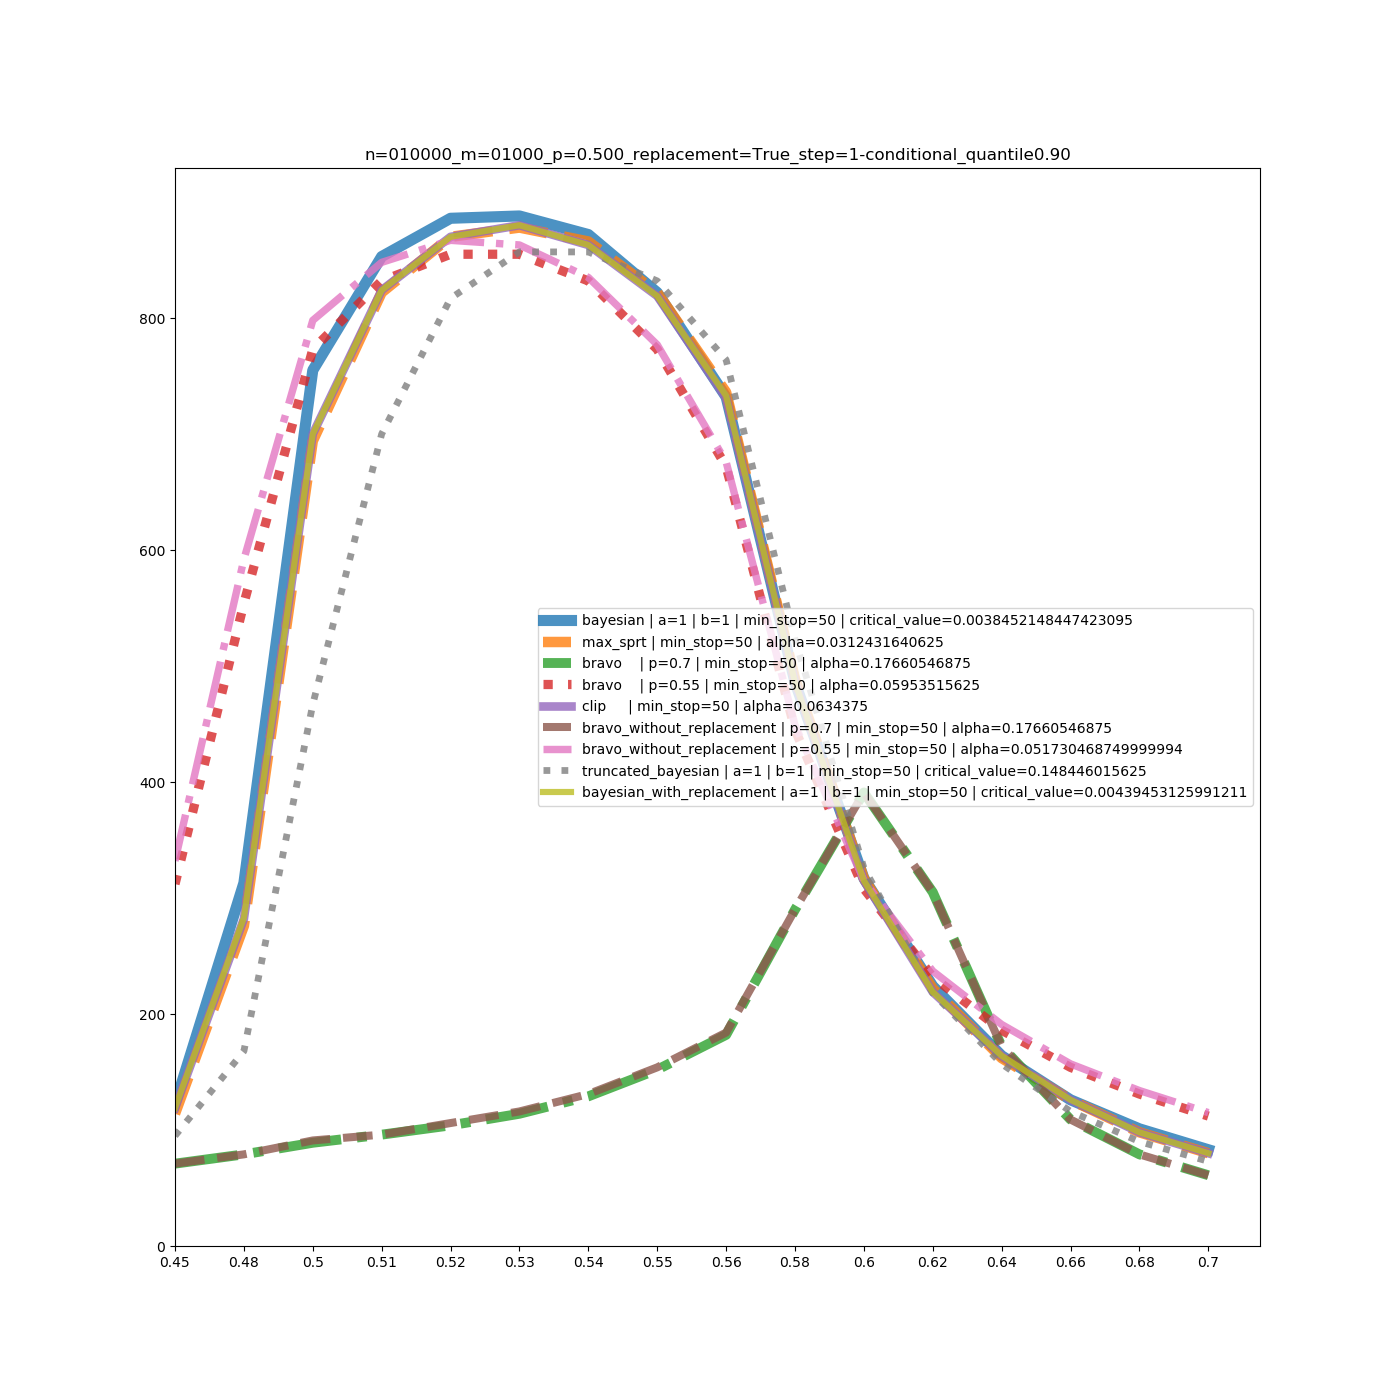 n=010000_m=01000_p=0.500_replacement=True_step=1-conditional_quantile0.90
800
600
400
200
0
bayesian | a=1 | b=1 | min_stop=50 | critical_value=0.0038452148447423095
max_sprt | min_stop=50 | alpha=0.0312431640625
bravo    | p=0.7 | min_stop=50 | alpha=0.17660546875
bravo    | p=0.55 | min_stop=50 | alpha=0.05953515625
clip     | min_stop=50 | alpha=0.0634375
bravo_without_replacement | p=0.7 | min_stop=50 | alpha=0.17660546875
bravo_without_replacement | p=0.55 | min_stop=50 | alpha=0.051730468749999994
truncated_bayesian | a=1 | b=1 | min_stop=50 | critical_value=0.148446015625
bayesian_with_replacement | a=1 | b=1 | min_stop=50 | critical_value=0.00439453125991211
0.45 0.48 0.5 0.51 0.52 0.53 0.54 0.55 0.56 0.58 0.6 0.62 0.64 0.66 0.68 0.7